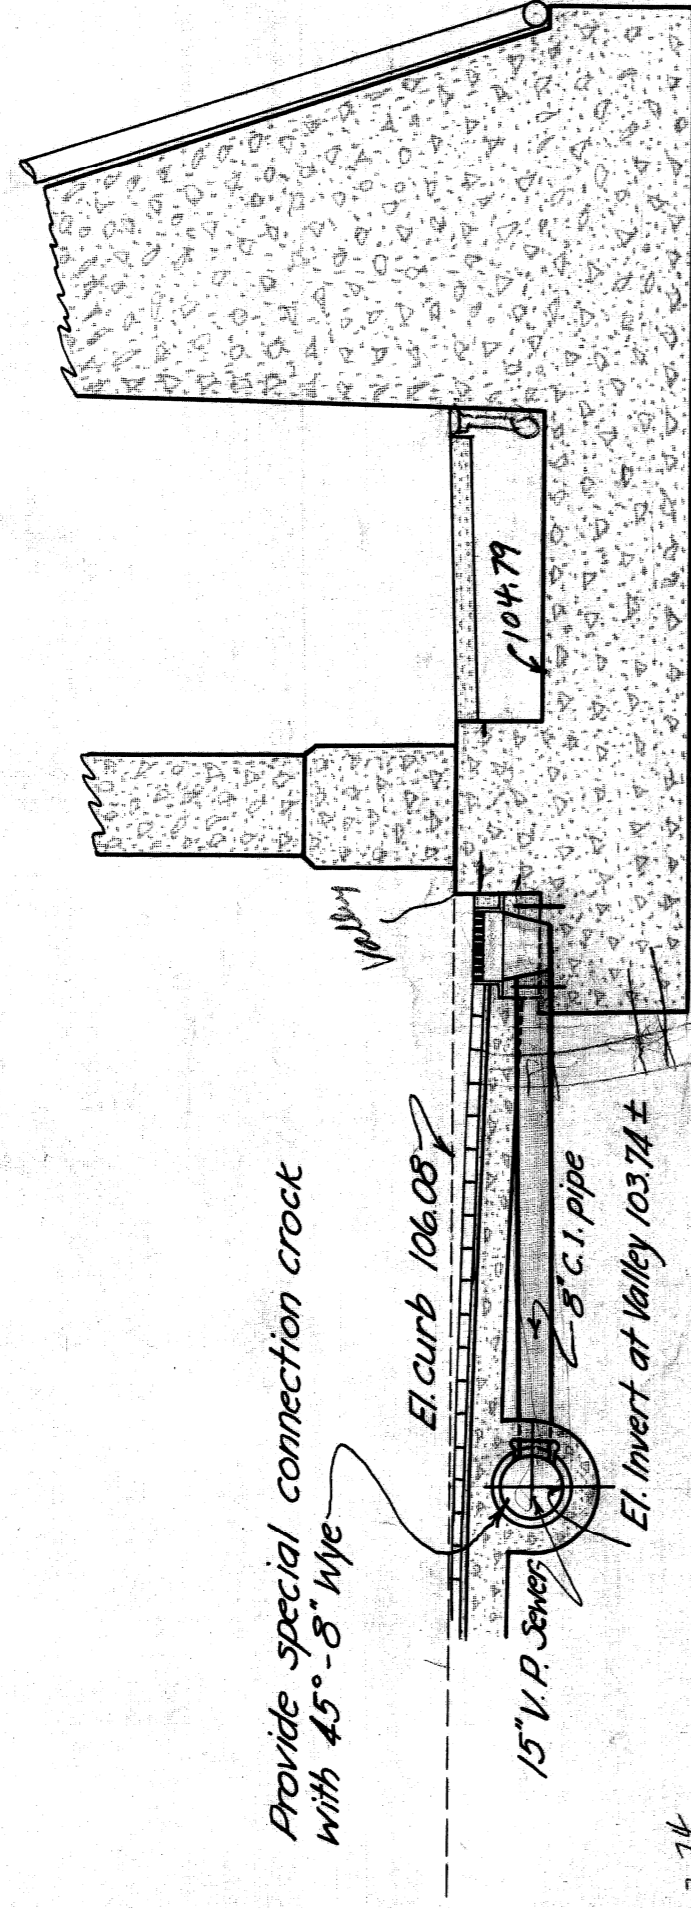 Provide special connection crock
with 45° - 8" Wye
El. curb 106.08
Valley
104.79
15" V. P. Sewer
8" C. I. pipe
El. Invert at Valley 103.74 ±